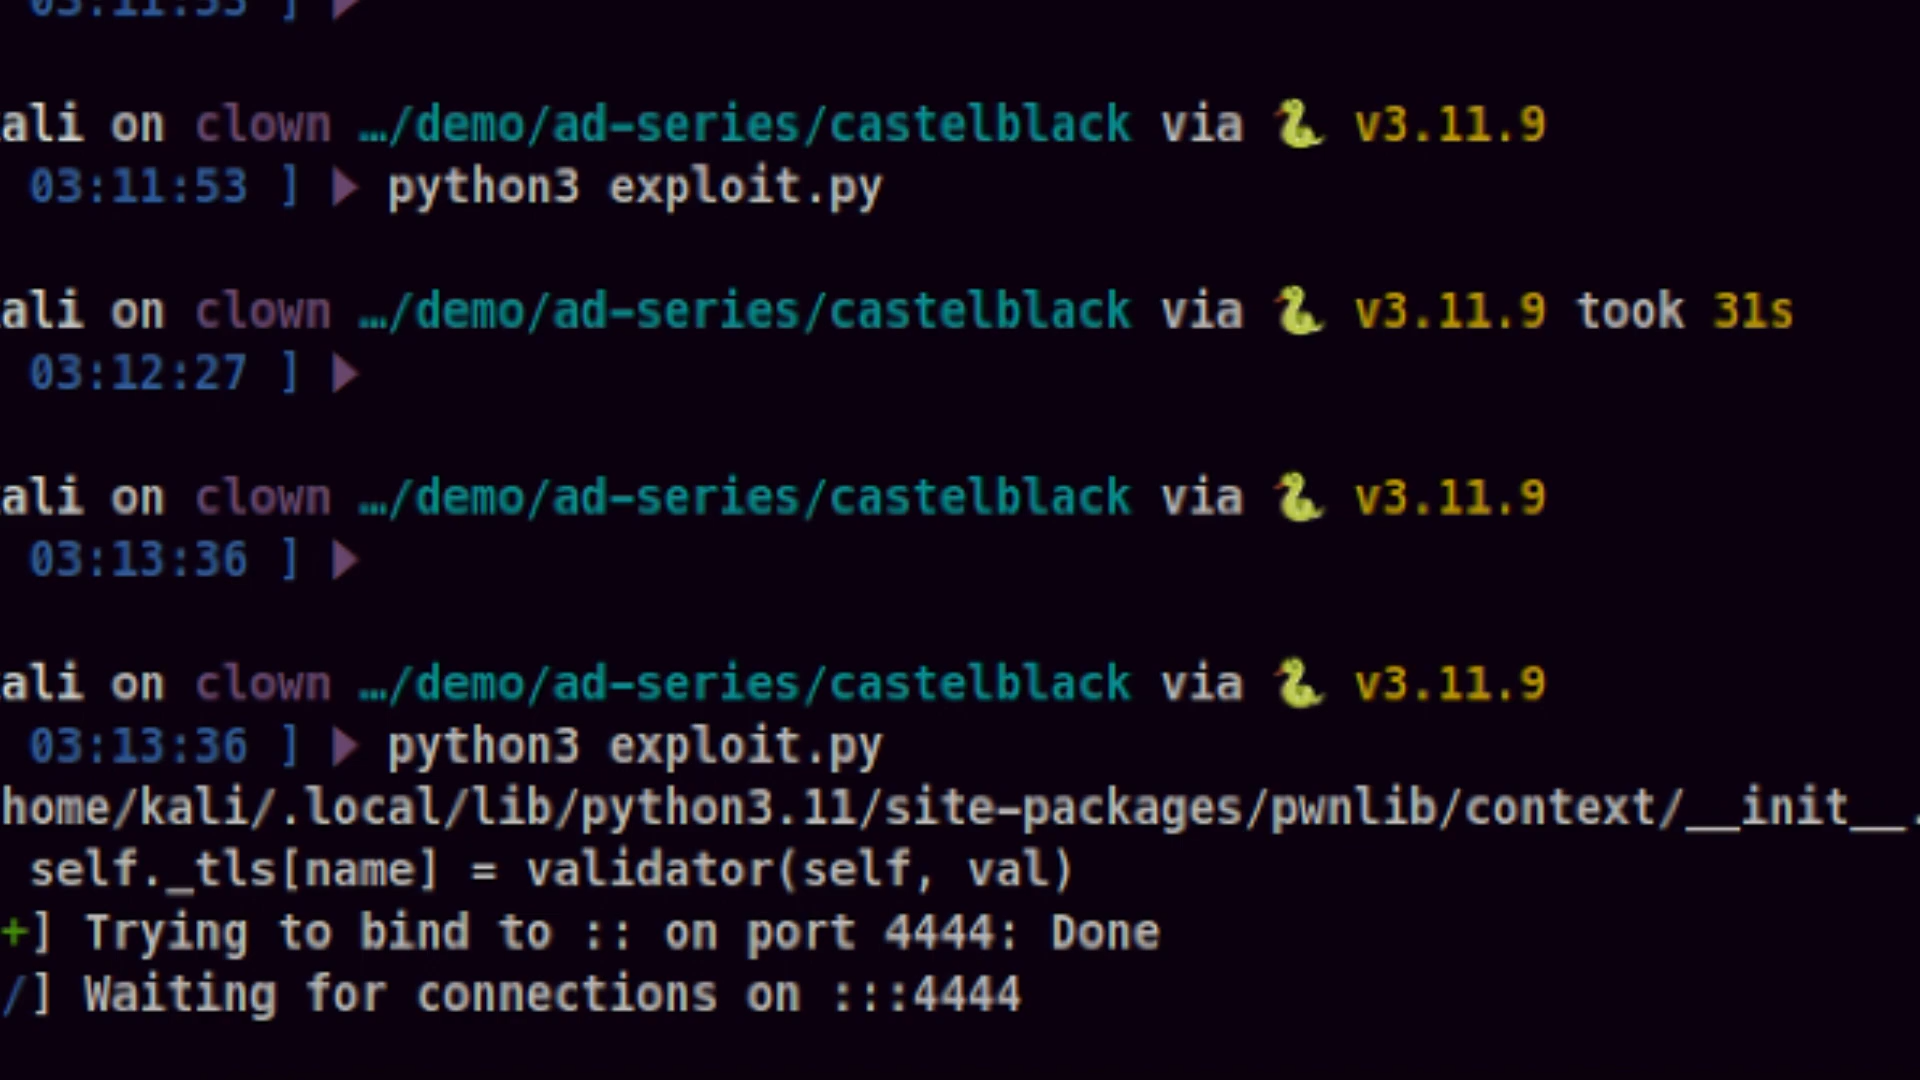 03:11:53 ]
ali on clown …/demo/ad-series/castelblack via v3.11.9
03:11:53 ] python3 exploit.py
ali on clown …/demo/ad-series/castelblack via v3.11.9 took 31s
03:12:27 ]
ali on clown …/demo/ad-series/castelblack via v3.11.9
03:13:36 ]
ali on clown …/demo/ad-series/castelblack via v3.11.9
03:13:36 ] python3 exploit.py
home/kali/.local/lib/python3.11/site-packages/pwnlib/context/__init__.
self._tls[name] = validator(self, val)
+] Trying to bind to :: on port 4444: Done
/] Waiting for connections on :::4444